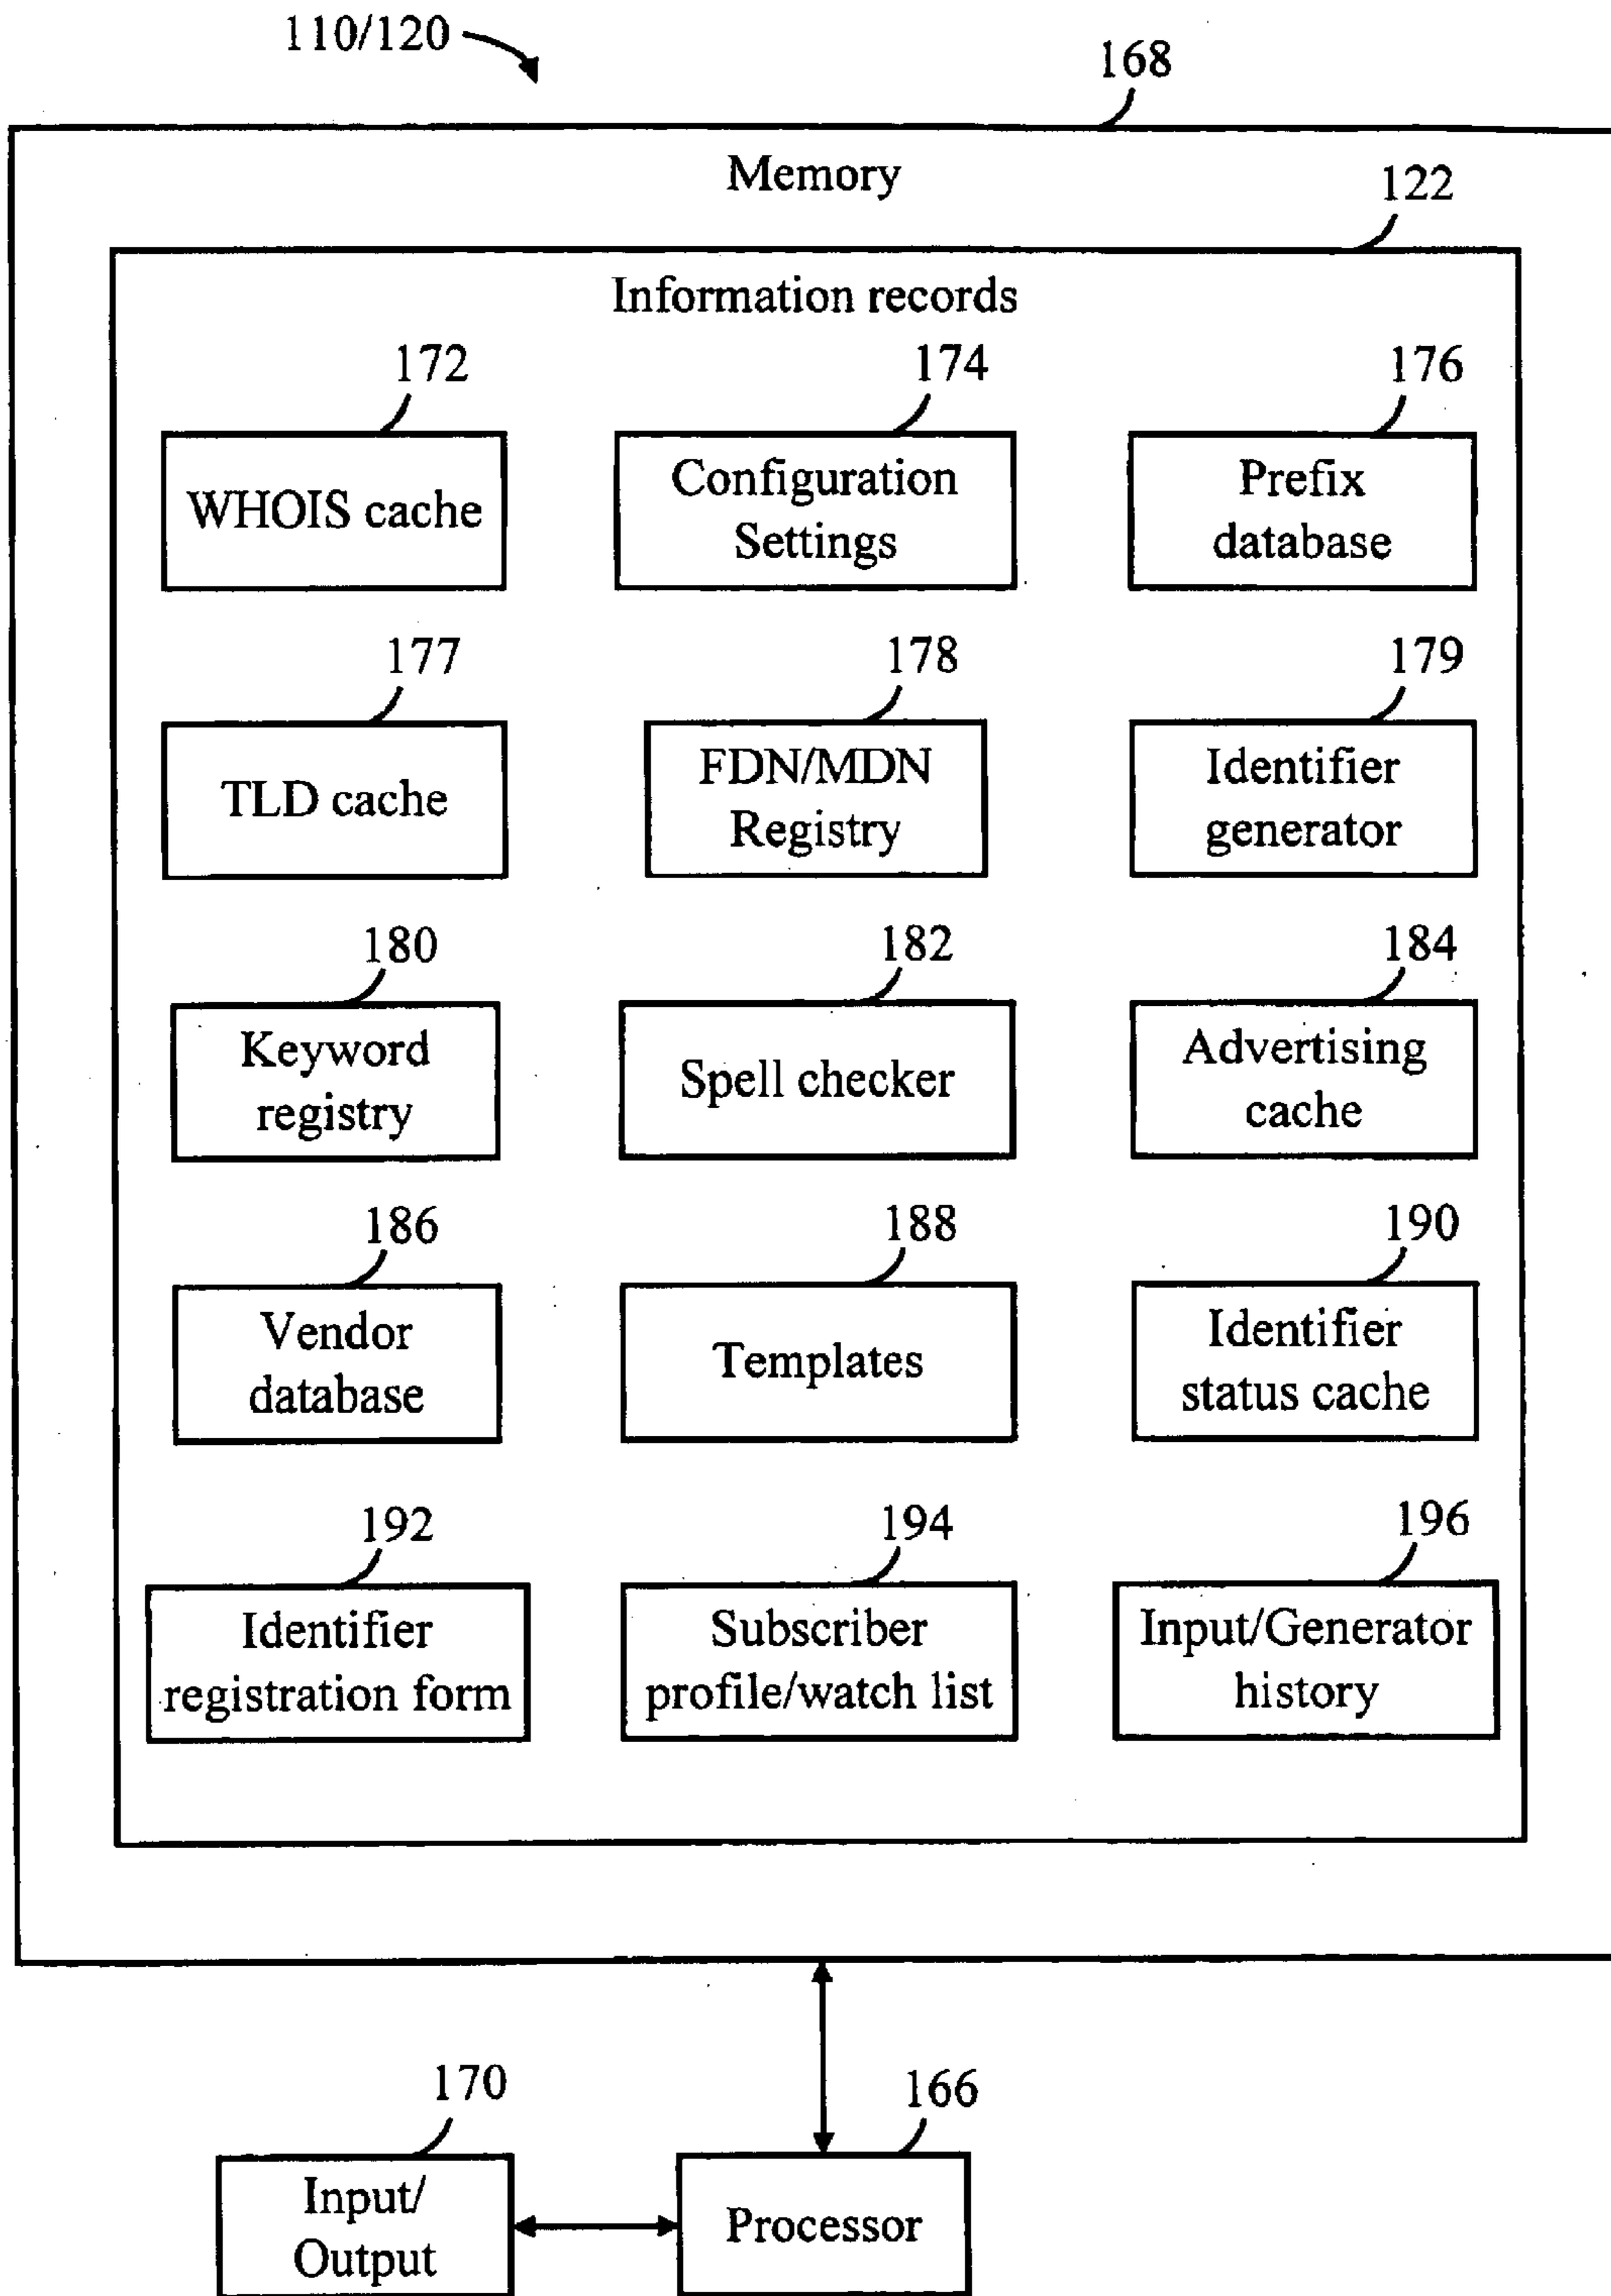 110/120
168
Memory
122
Information records
172
174
176
WHOIS cache
Configuration
Settings
Prefix
database
177
178
179
TLD cache
FDN/MDN
Registry
Identifier
generator
180
182
184
Keyword
registry
Spell checker
Advertising
cache
186
188
190
Vendor
database
Templates
Identifier
status cache
192
194
196
Identifier
registration form
Subscriber
profile/watch list
Input/Generator
history
170
166
Input/
Output
Processor